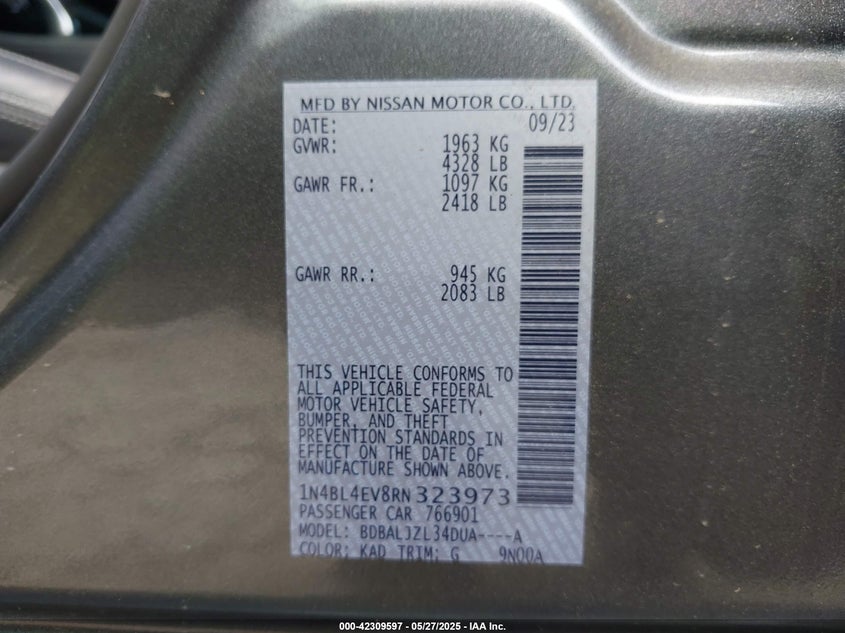 MFD BY NISSAN MOTOR CO., LTD.
DATE: 09/23
GVWR: 1963 KG
4328 LB
GAWR FR.: 1097 KG
2418 LB
GAWR RR.: 945 KG
2083 LB
THIS VEHICLE CONFORMS TO
ALL APPLICABLE FEDERAL
MOTOR VEHICLE SAFETY,
BUMPER, AND THEFT
PREVENTION STANDARDS IN
EFFECT ON THE DATE OF
MANUFACTURE SHOWN ABOVE.
1N4BL4EV8RN323973
PASSENGER CAR 766901
MODEL: BDBALJZL34DUA----A
COLOR: KAD TRIM: G 9N00A
000-42309597 - 05/27/2025 - IAA Inc.